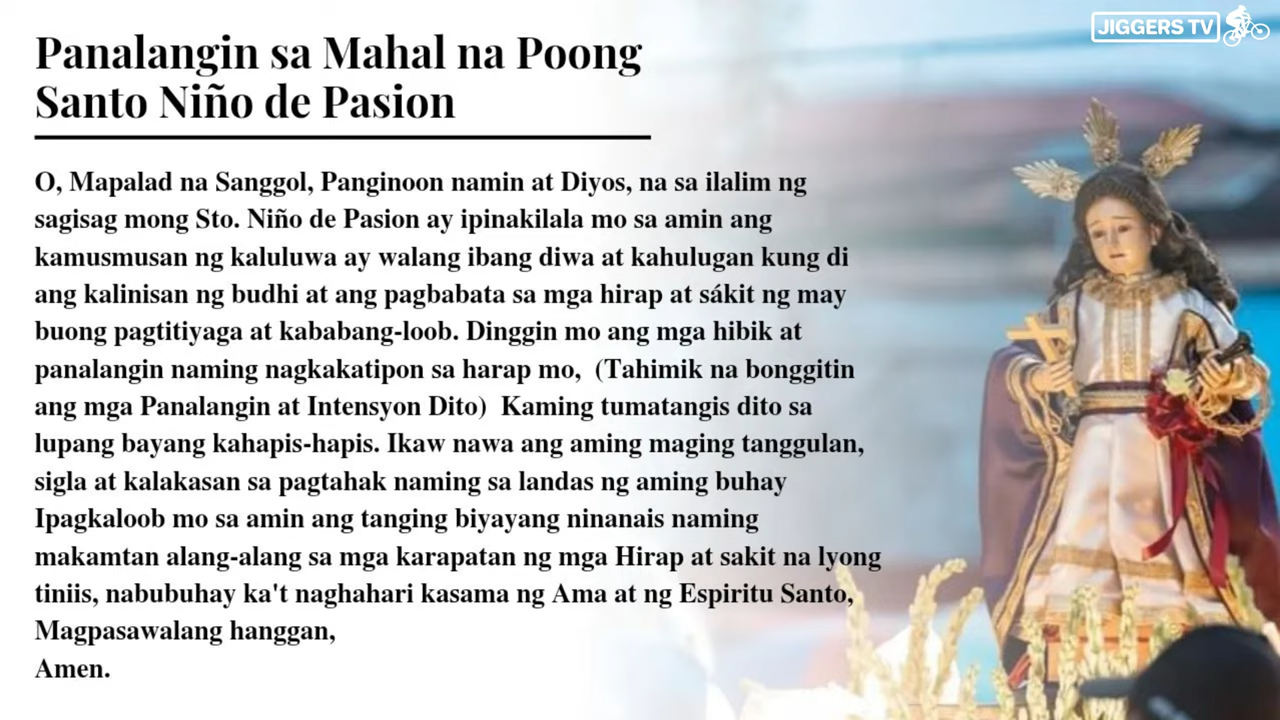 JIGGERS TV
Panalangin sa Mahal na Poong
Santo Niño de Pasion
O, Mapalad na Sanggol, Panginoon namin at Diyos, na sa ilalim ng
sagisag mong Sto. Niño de Pasion ay ipinakilala mo sa amin ang
kamusmusan ng kaluluwa ay walang ibang diwa at kahulugan kung di
ang kalinisan ng budhi at ang pagbabata sa mga hirap at sákit ng may
buong pagtitiyaga at kababang-loob. Dinggin mo ang mga hibik at
panalangin naming nagkakatipon sa harap mo,  (Tahimik na bonggitin
ang mga Panalangin at Intensyon Dito)  Kaming tumatangis dito sa
lupang bayang kahapis-hapis. Ikaw nawa ang aming maging tanggulan,
sigla at kalakasan sa pagtahak naming sa landas ng aming buhay
Ipagkaloob mo sa amin ang tanging biyayang ninanais naming
makamtan alang-alang sa mga karapatan ng mga Hirap at sakit na lyong
tiniis, nabubuhay ka't naghahari kasama ng Ama at ng Espiritu Santo,
Magpasawalang hanggan,
Amen.